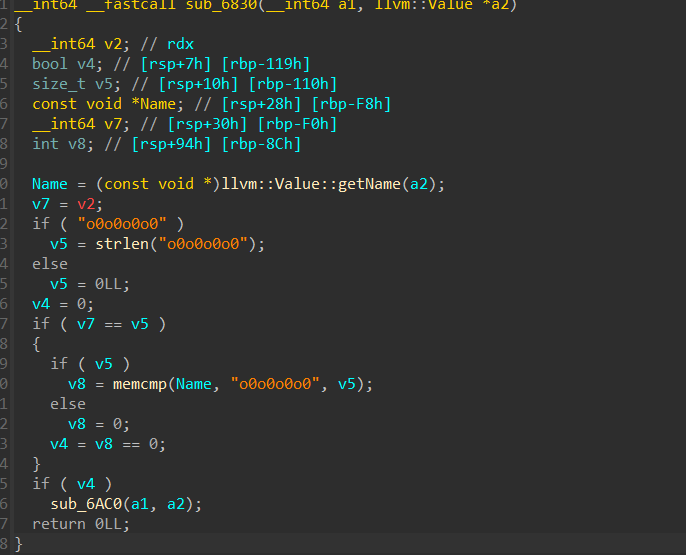 1 __int64 __fastcall sub_6830(__int64 a1, llvm::Value *a2)
2 {
3 __int64 v2; // rdx
4 bool v4; // [rsp+7h] [rbp-119h]
5 size_t v5; // [rsp+10h] [rbp-110h]
6 const void *Name; // [rsp+28h] [rbp-F8h]
7 __int64 v7; // [rsp+30h] [rbp-F0h]
8 int v8; // [rsp+94h] [rbp-8Ch]
9
0 Name = (const void *)llvm::Value::getName(a2);
1 v7 = v2;
2 if ( "o0o0o0o0" )
3 v5 = strlen("o0o0o0o0");
4 else
5 v5 = 0LL;
6 v4 = 0;
7 if ( v7 == v5 )
8 {
9 if ( v5 )
0 v8 = memcmp(Name, "o0o0o0o0", v5);
1 else
2 v8 = 0;
3 v4 = v8 == 0;
4 }
5 if ( v4 )
6 sub_6AC0(a1, a2);
7 return 0LL;
8 }